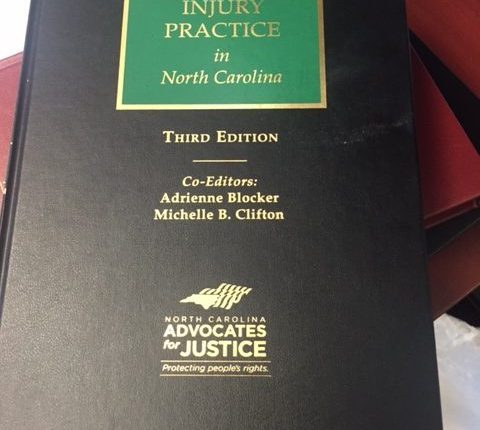 INJURY
PRACTICE
in
North Carolina
THIRD EDITION
Co-Editors:
Adrienne Blocker
Michelle B. Clifton
NORTH CAROLINA
ADVOCATES
for JUSTICE
Protecting people's rights.